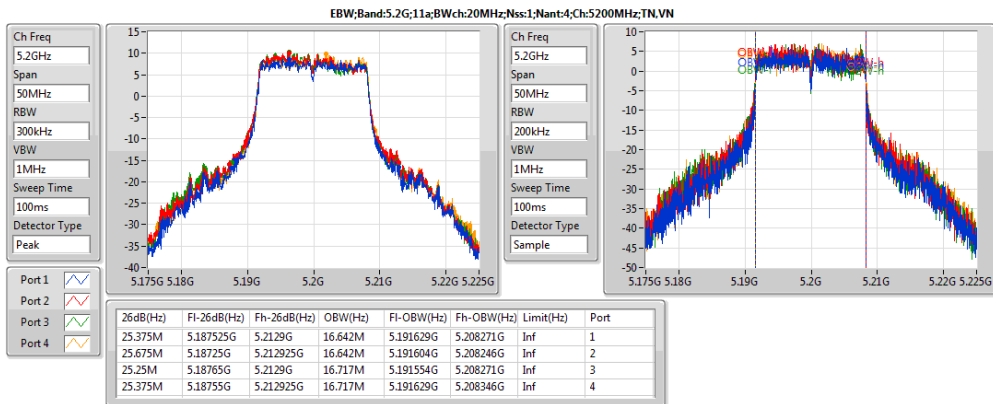 EBW;Band:5.2G;11a;BWch:20MHz;Nss:1;Nant:4;Ch:5200MHz;TN,VN
Ch Freq
5.2GHz
Span
50MHz
RBW
300kHz
VBW
1MHz
Sweep Time
100ms
Detector Type
Peak
15
10
5
0
-5
-10
-15
-20
-25
-30
-35
-40
5.175G 5.18G 5.19G 5.2G 5.21G 5.22G 5.225G
Ch Freq
5.2GHz
Span
50MHz
RBW
200kHz
VBW
1MHz
Sweep Time
100ms
Detector Type
Sample
10
5
0
-5
-10
-15
-20
-25
-30
-35
-40
-45
-50
5.175G 5.18G 5.19G 5.2G 5.21G 5.22G 5.225G
Port 1
Port 2
Port 3
Port 4
26dB(Hz) Fl-26dB(Hz) Fh-26dB(Hz) OBW(Hz) Fl-OBW(Hz) Fh-OBW(Hz) Limit(Hz) Port
25.375M 5.187525G 5.2129G 16.642M 5.191629G 5.208271G Inf 1
25.675M 5.18725G 5.212925G 16.642M 5.191604G 5.208246G Inf 2
25.25M 5.18765G 5.2129G 16.717M 5.191554G 5.208271G Inf 3
25.375M 5.18755G 5.212925G 16.717M 5.191629G 5.208346G Inf 4